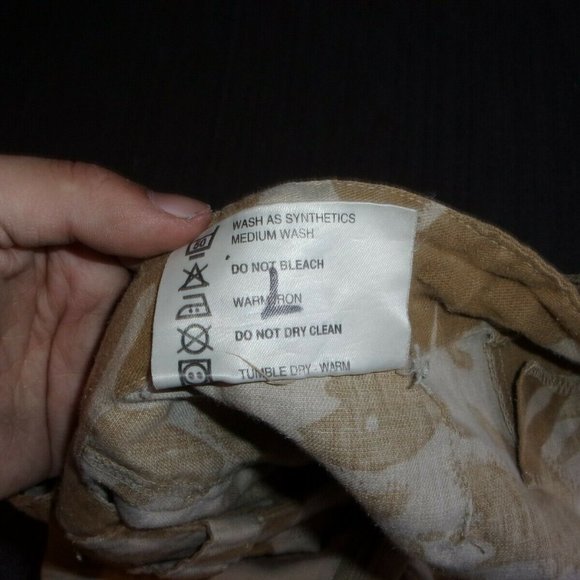 WASH AS SYNTHETICS
MEDIUM WASH
DO NOT BLEACH
WARM IRON
DO NOT DRY CLEAN
TUMBLE DRY - WARM